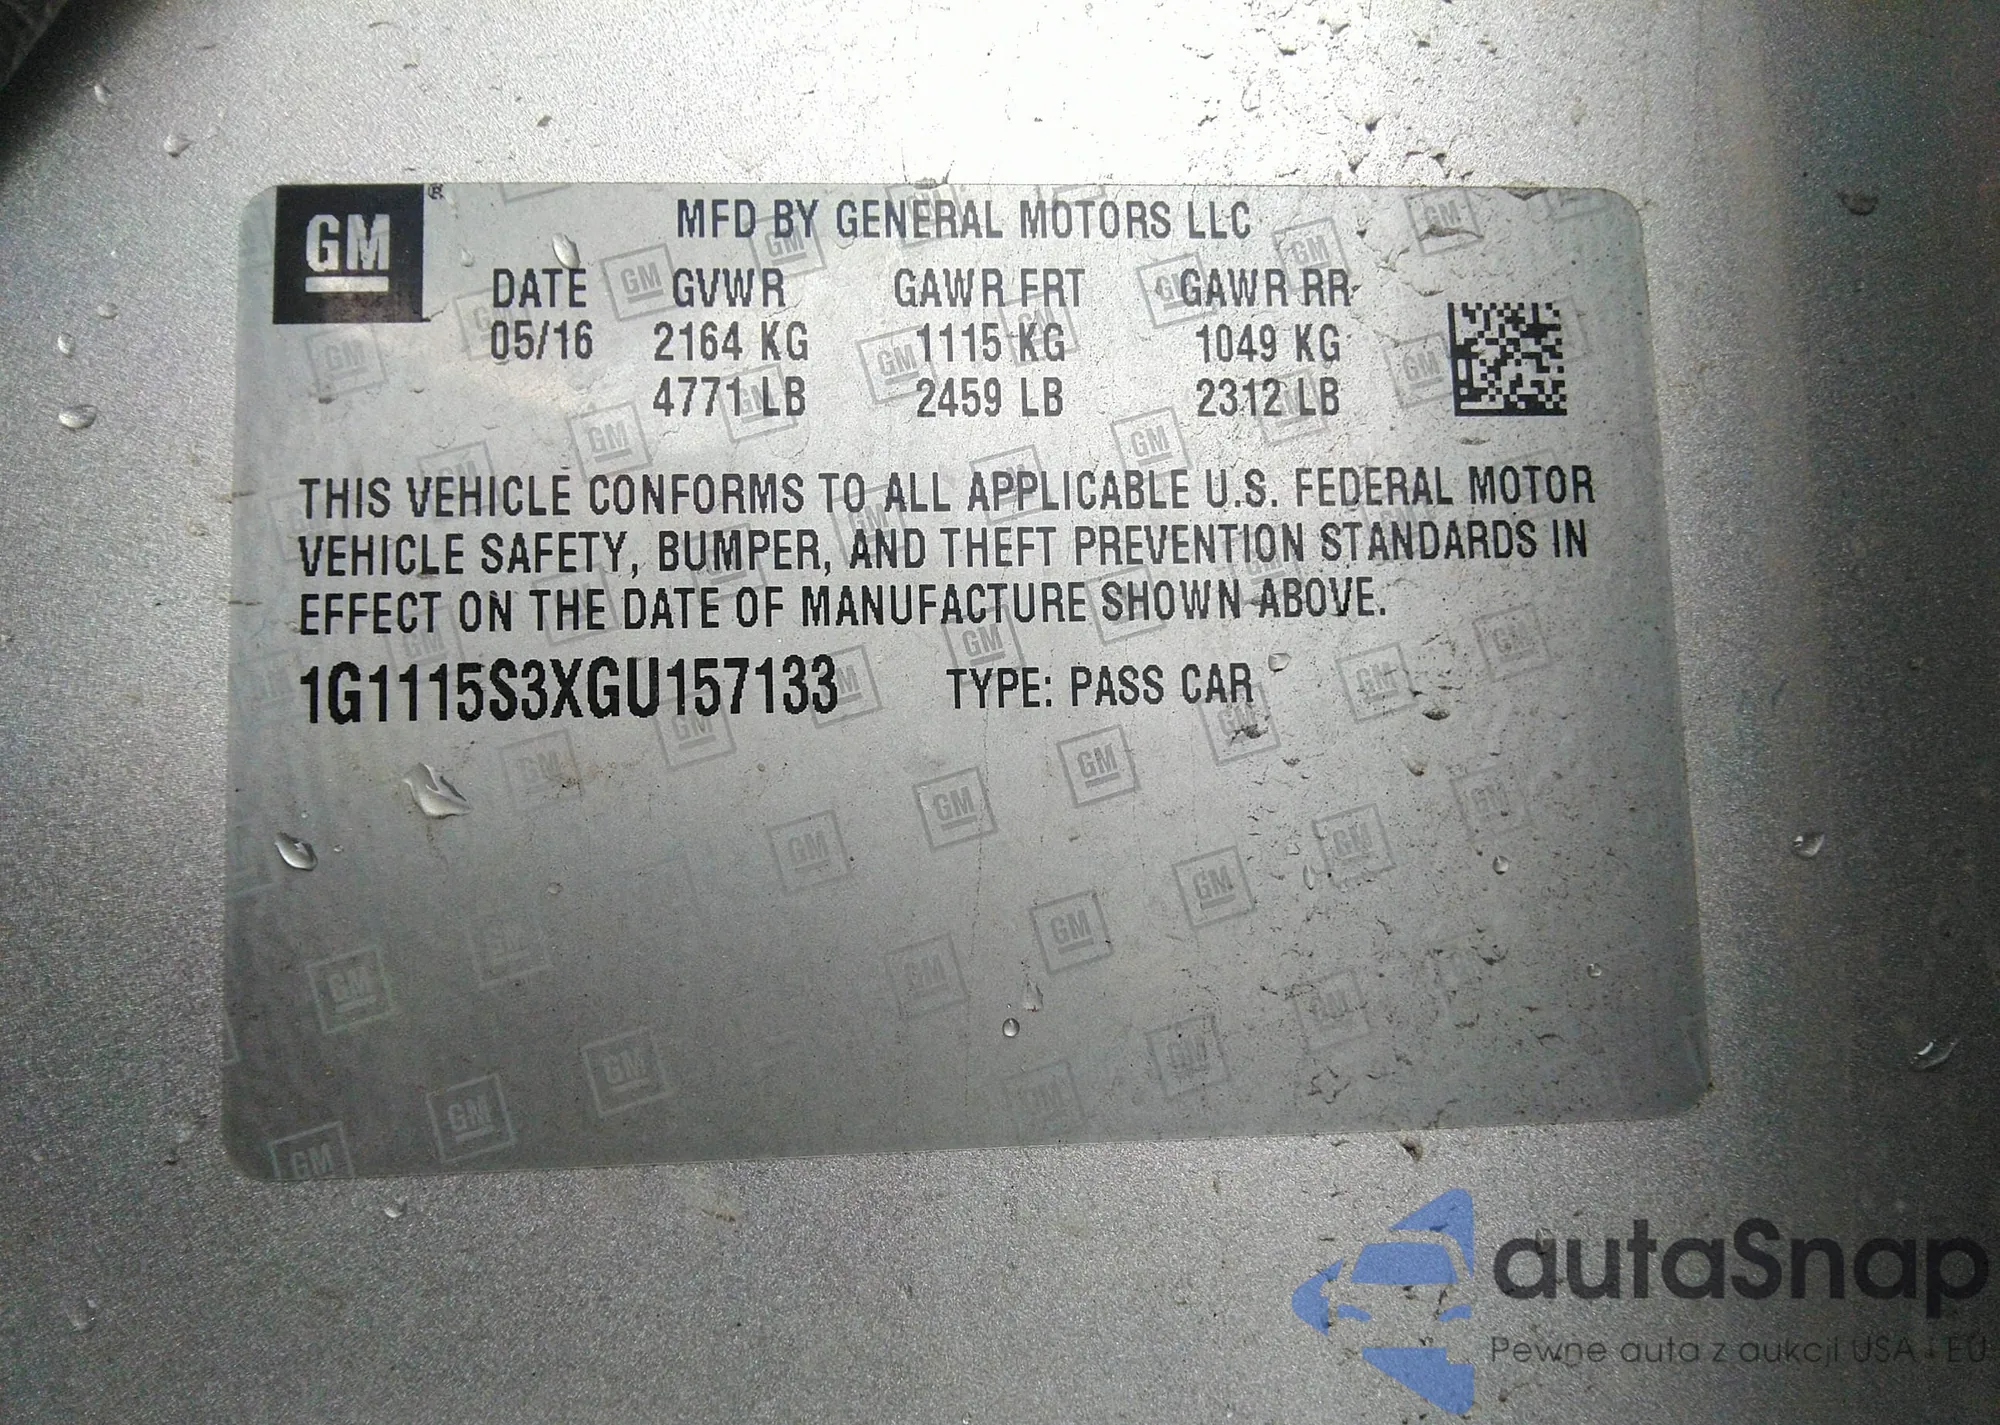 GM ®
MFD BY GENERAL MOTORS LLC
DATE GVWR GAWR FRT GAWR RR
05/16 2164 KG 1115 KG 1049 KG
4771 LB 2459 LB 2312 LB
THIS VEHICLE CONFORMS TO ALL APPLICABLE U.S. FEDERAL MOTOR
VEHICLE SAFETY, BUMPER, AND THEFT PREVENTION STANDARDS IN
EFFECT ON THE DATE OF MANUFACTURE SHOWN ABOVE.
1G1115S3XGU157133 TYPE: PASS CAR
autaSnap
Pewne auta z aukcji USA i EU